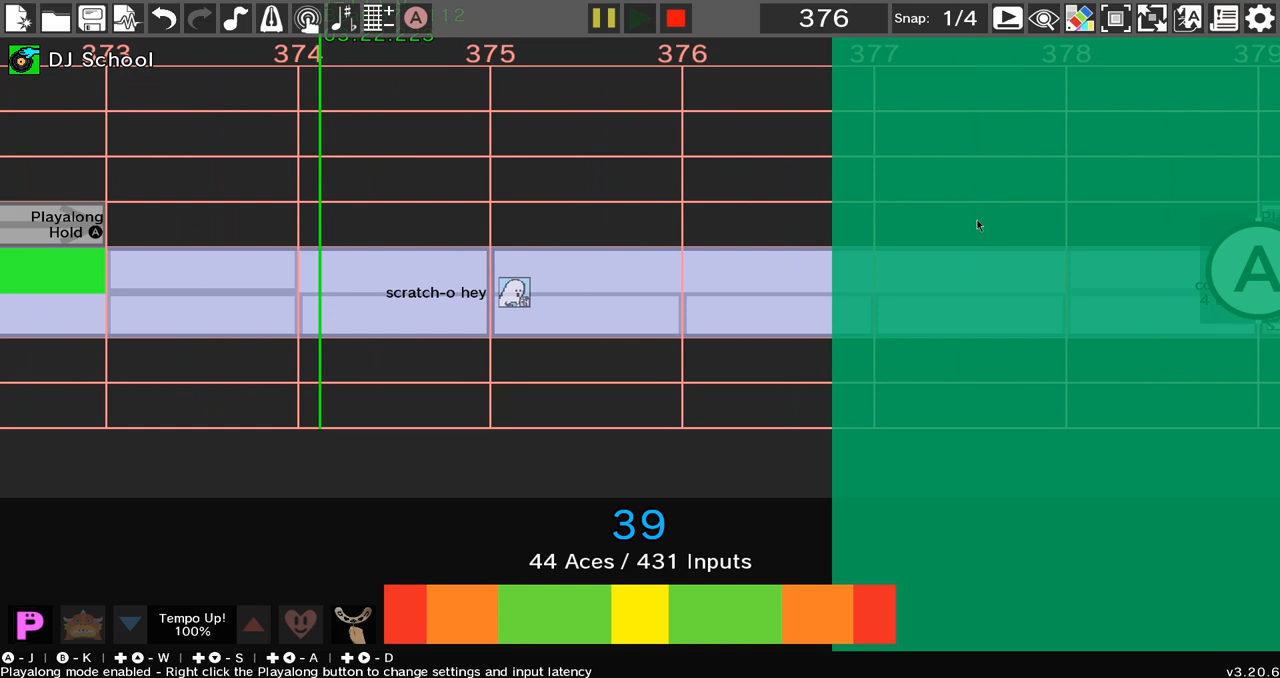 376
Snap: 1/4
03:22.223
DJ School
373
374
375
376
377
378
379
Playalong
Hold A
scratch-o hey
A
39
44 Aces / 431 Inputs
P
Tempo Up!
100%
A - J | B - K | - W | - S | - A | - D
Playalong mode enabled - Right click the Playalong button to change settings and input latency
v3.20.6